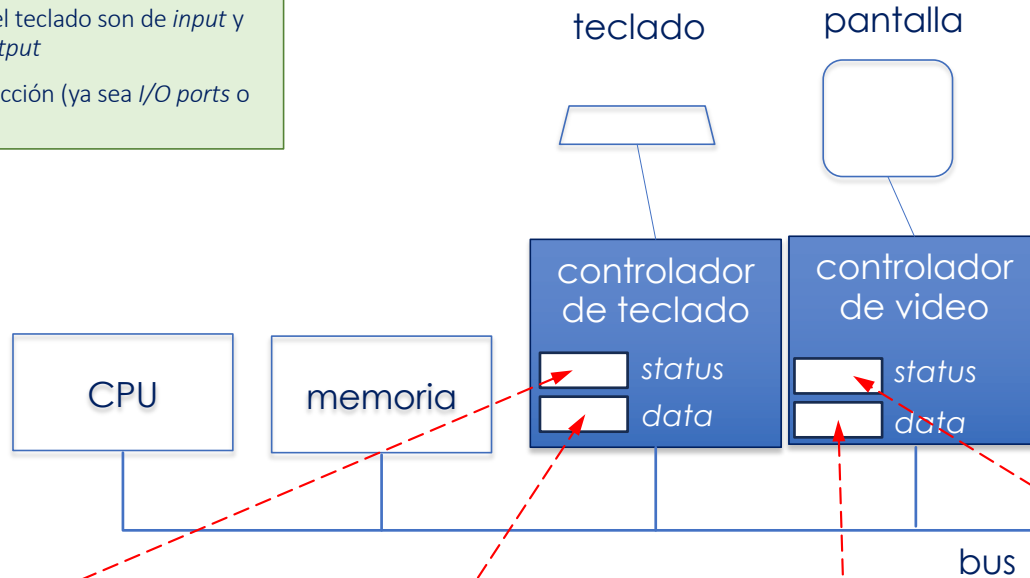 el teclado son de input y
cción (ya sea I/O ports o
teclado
pantalla
controlador
de teclado
status
data
controlador
de video
status
data
CPU
memoria
bus